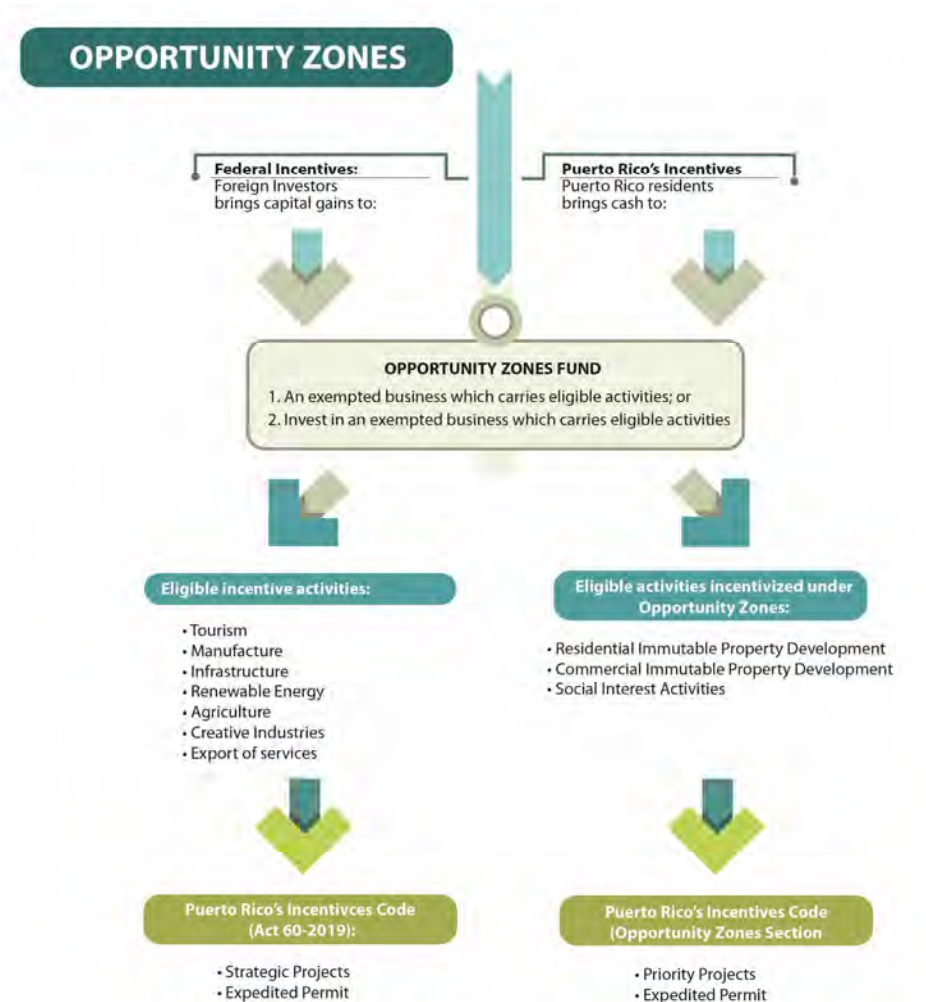 OPPORTUNITY ZONES
Federal Incentives:
Foreign Investors
brings capital gains to:
Puerto Rico's Incentives
Puerto Rico residents
brings cash to:
OPPORTUNITY ZONES FUND
1. An exempted business which carries eligible activities; or
2. Invest in an exempted business which carries eligible activities
Eligible incentive activities:
• Tourism
• Manufacture
• Infrastructure
• Renewable Energy
• Agriculture
• Creative Industries
• Export of services
Eligible activities incentivized under
Opportunity Zones:
• Residential Immutable Property Development
• Commercial Immutable Property Development
• Social Interest Activities
Puerto Rico's Incentivces Code
(Act 60-2019):
• Strategic Projects
• Expedited Permit
Puerto Rico's Incentives Code
(Opportunity Zones Section
• Priority Projects
• Expedited Permit